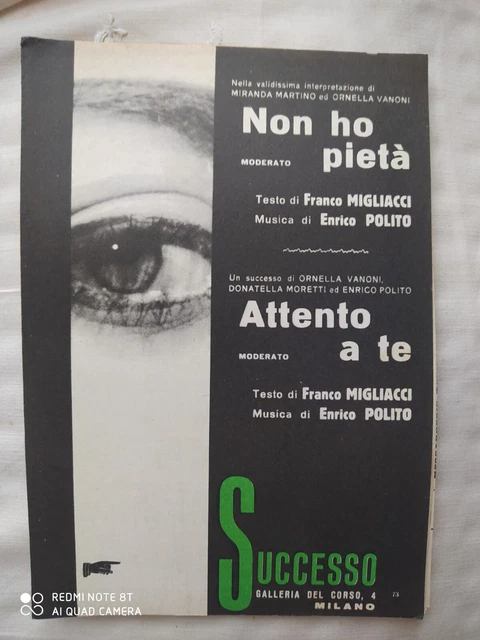 Nella validissima interpretazione di
MIRANDA MARTINO ed ORNELLA VANONI
Non ho
MODERATO pietà
Testo di Franco MIGLIACCI
Musica di Enrico POLITO
Un successo di ORNELLA VANONI,
DONATELLA MORETTI ed ENRICO POLITO
Attento
MODERATO a te
Testo di Franco MIGLIACCI
Musica di Enrico POLITO
SUCCESSO
GALLERIA DEL CORSO, 4 73
MILANO
REDMI NOTE 8T
AI QUAD CAMERA